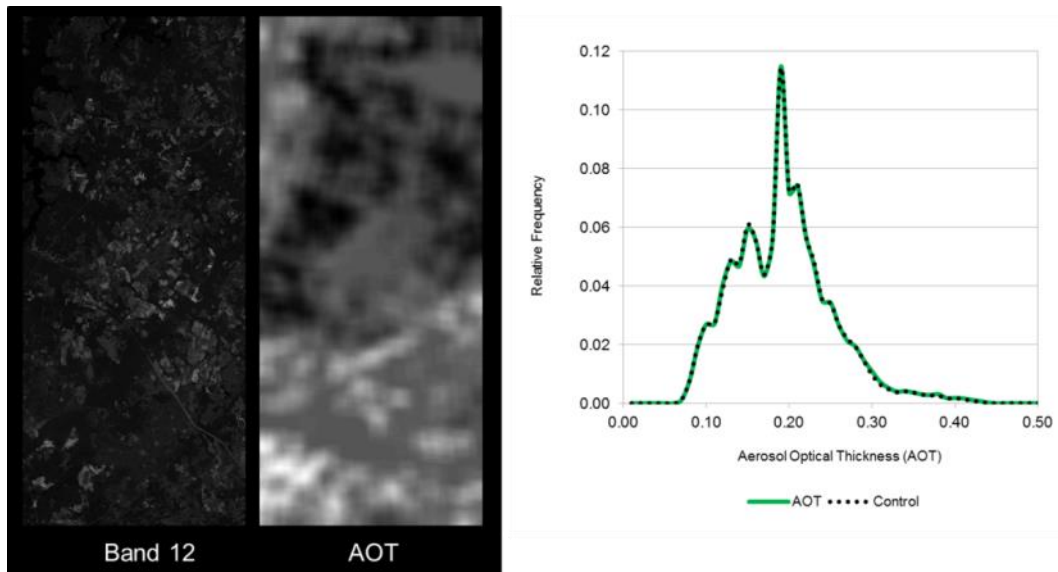 Band 12
AOT
0.12
0.10
0.08
0.06
0.04
0.02
0.00
Relative Frequency
0.00 0.10 0.20 0.30 0.40 0.50
Aerosol Optical Thickness (AOT)
AOT Control